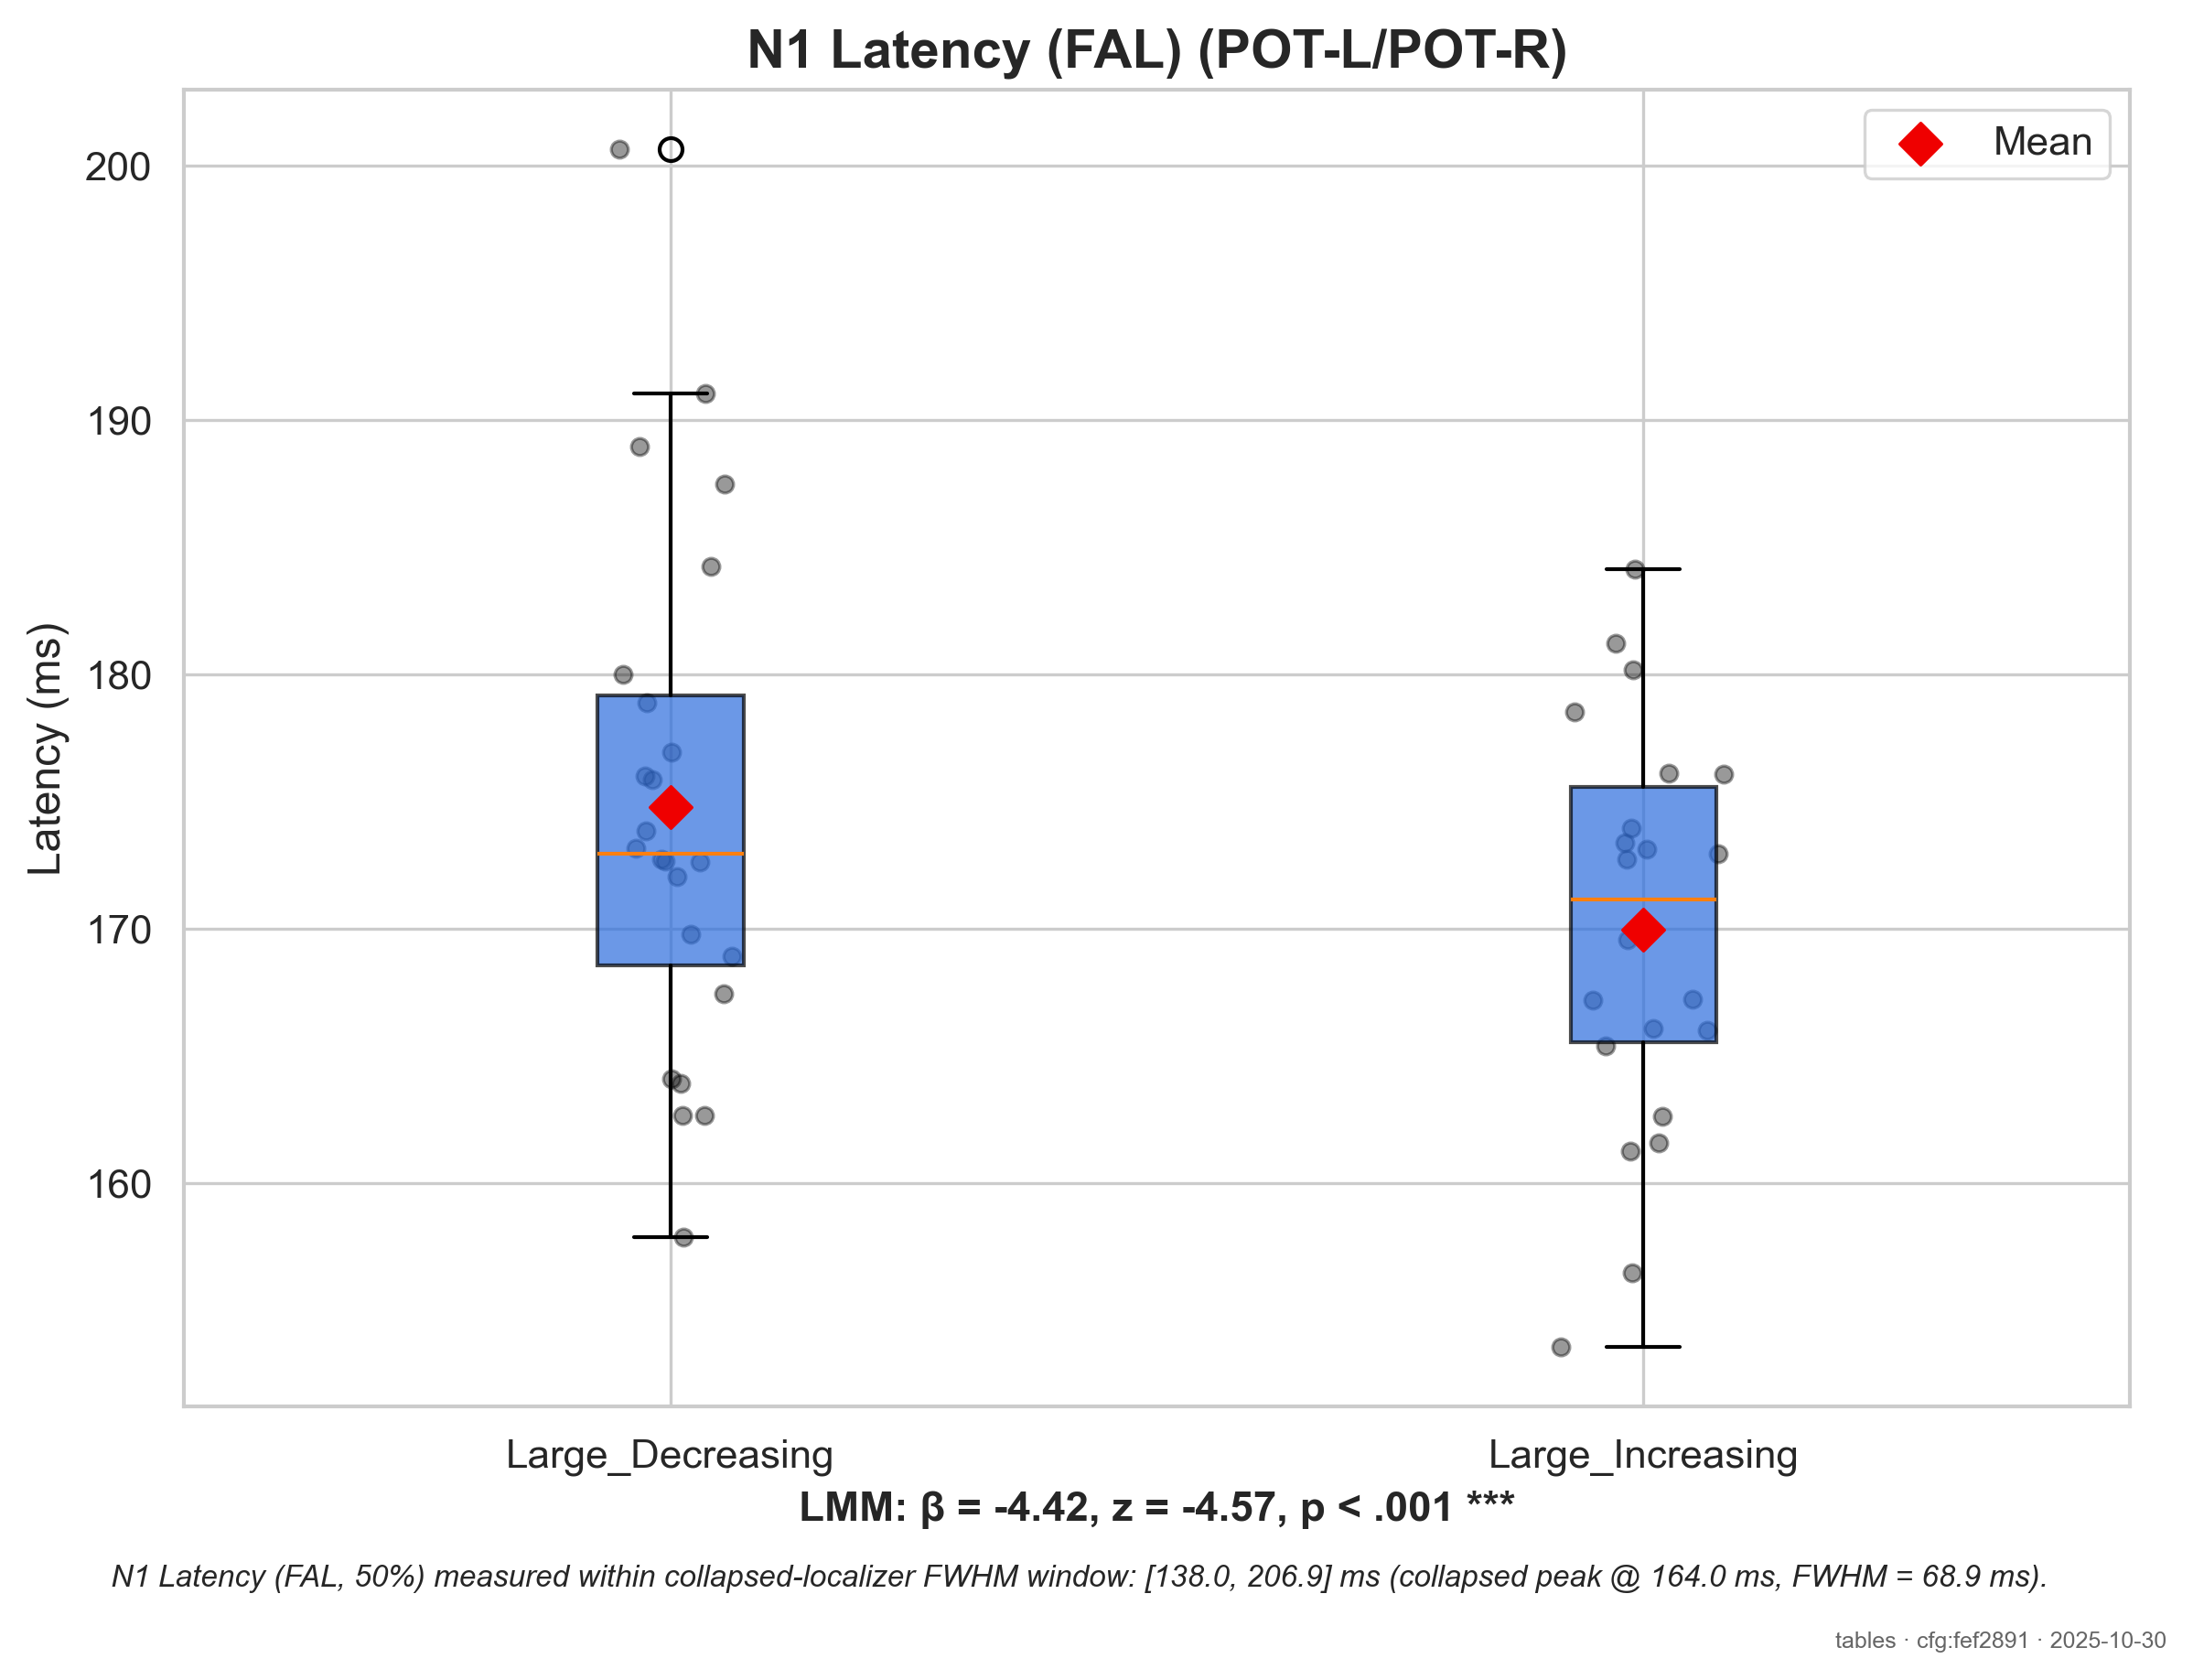 N1 Latency (FAL) (POT-L/POT-R)
Mean
Latency (ms)
200
190
180
170
160
Large_Decreasing
Large_Increasing
LMM: β = -4.42, z = -4.57, p < .001 ***
N1 Latency (FAL, 50%) measured within collapsed-localizer FWHM window: [138.0, 206.9] ms (collapsed peak @ 164.0 ms, FWHM = 68.9 ms).
tables · cfg:fef2891 · 2025-10-30